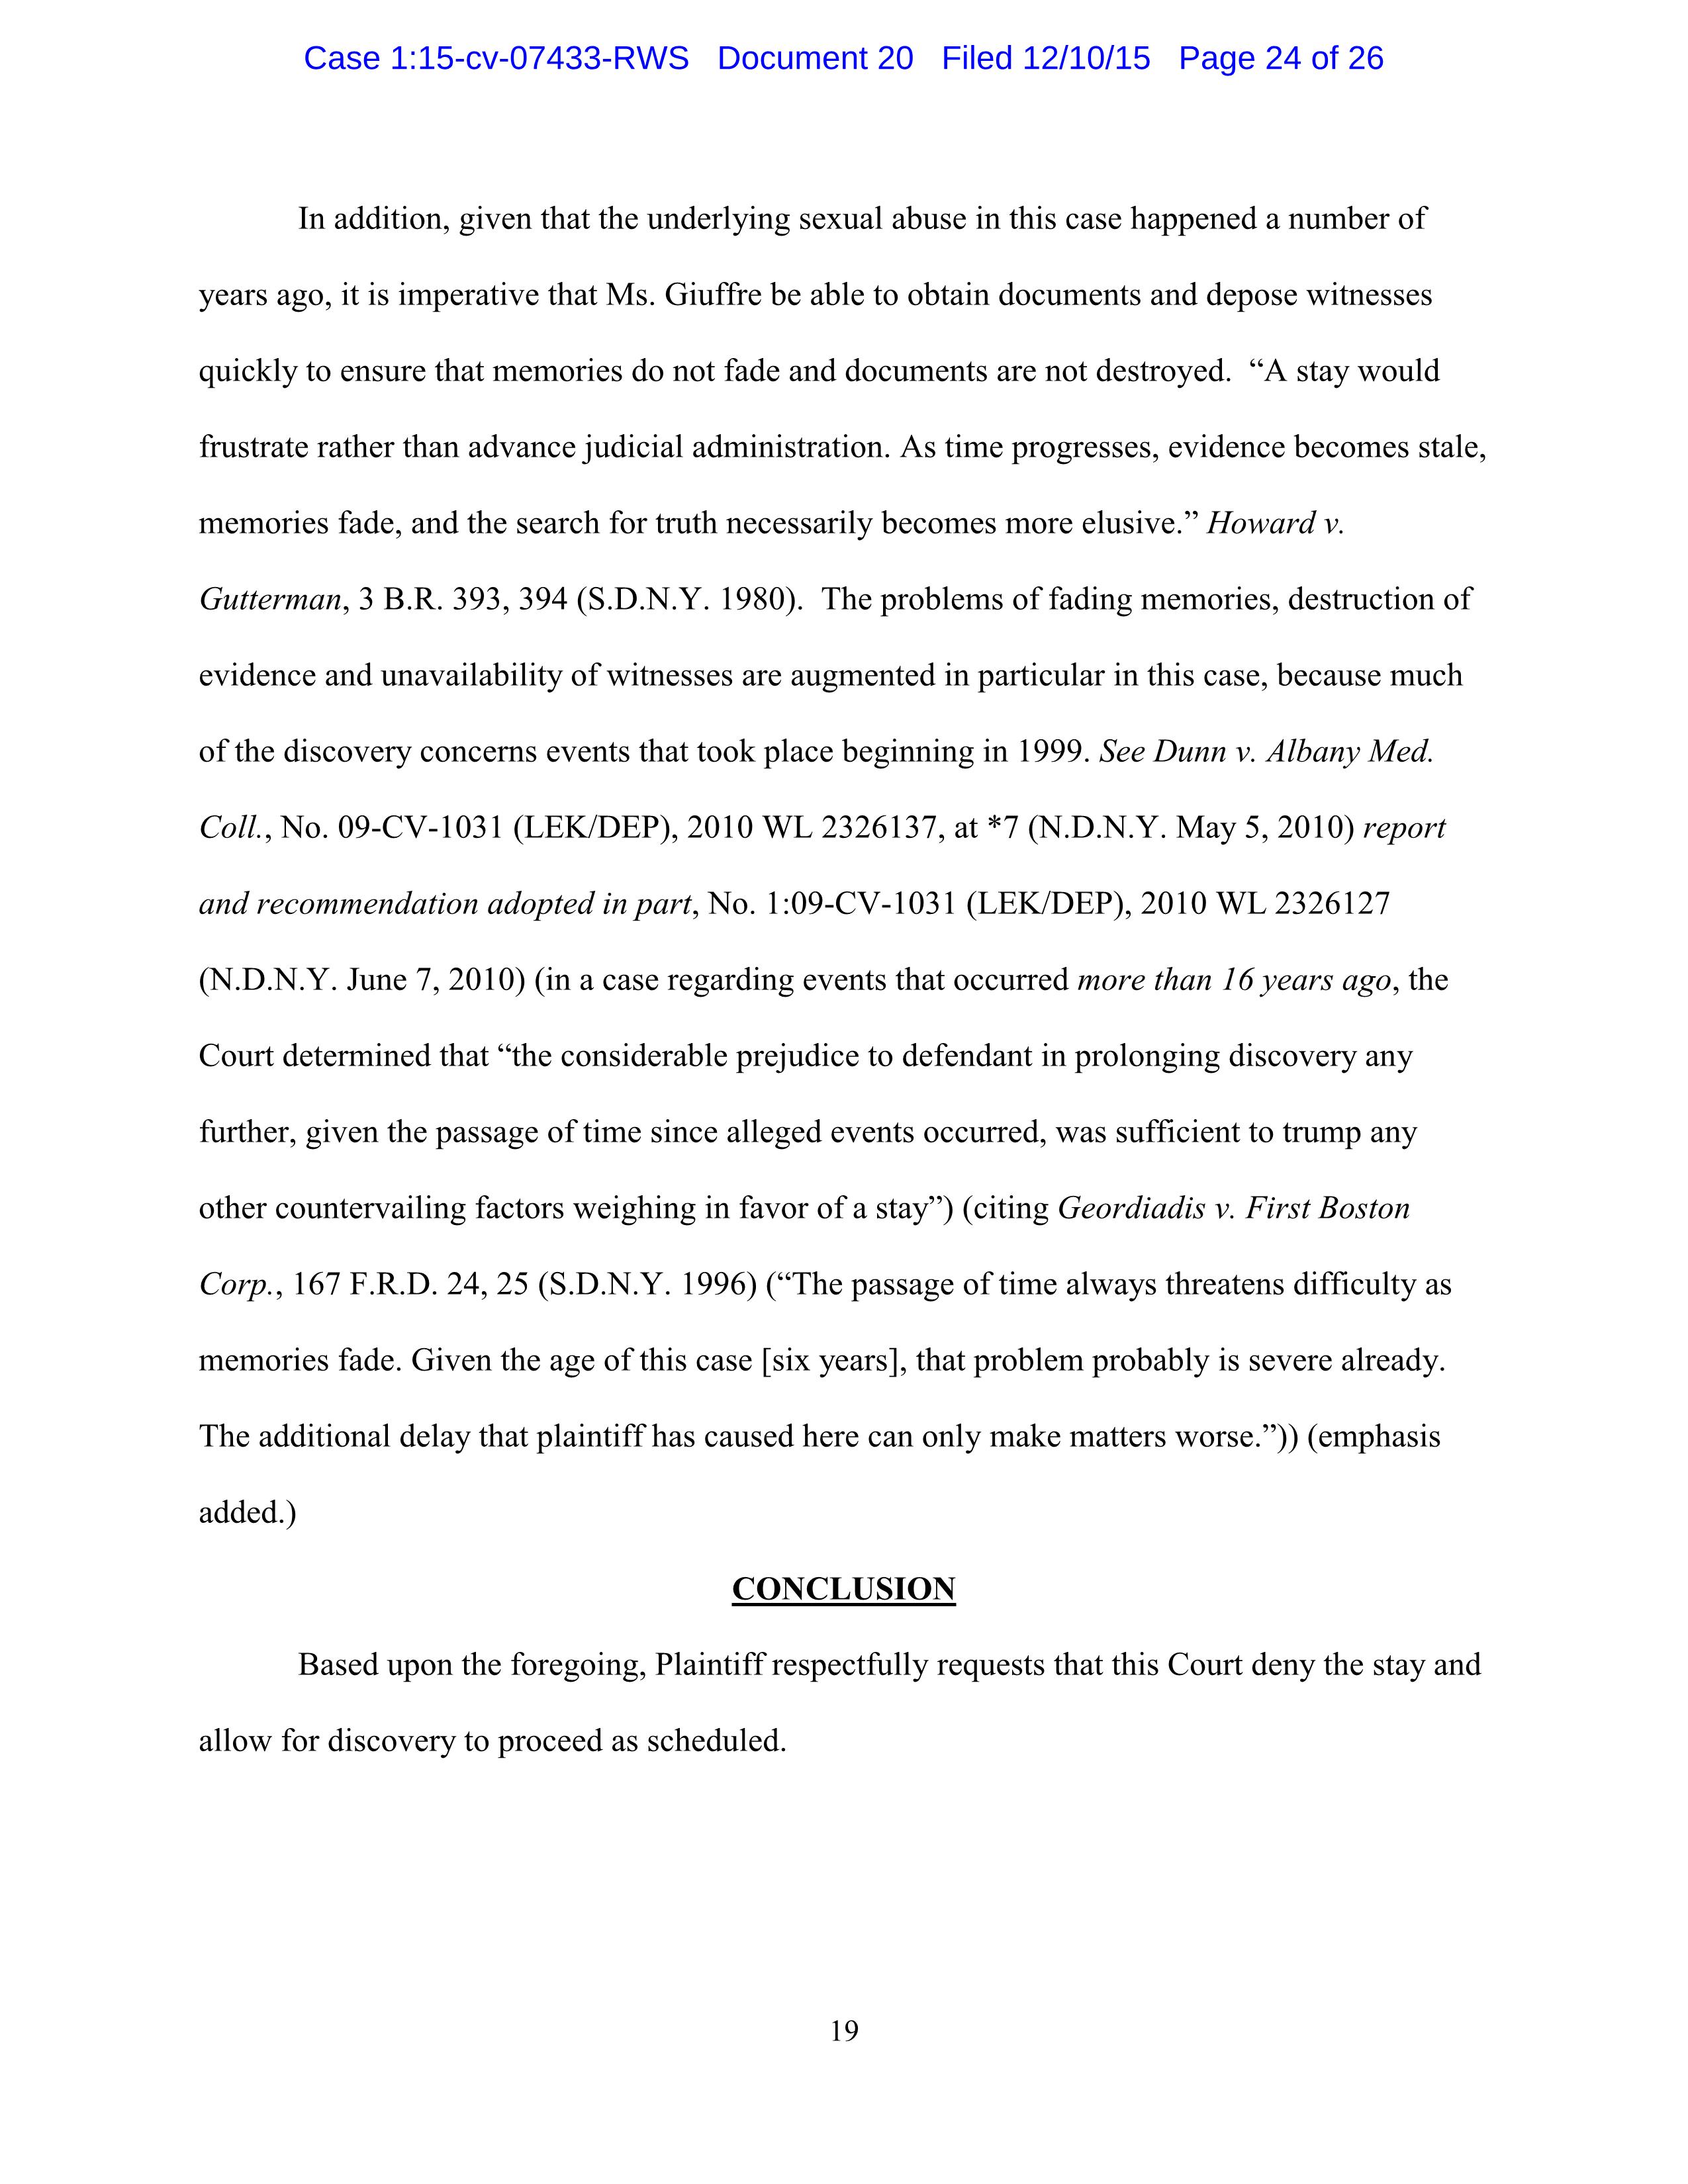 Case 1:15-cv-07433-RWS Document 20 Filed 12/10/15 Page 24 of 26
In addition, given that the underlying sexual abuse in this case happened a number of
years ago, it is imperative that Ms. Giuffre be able to obtain documents and depose witnesses
quickly to ensure that memories do not fade and documents are not destroyed. “A stay would
frustrate rather than advance judicial administration. As time progresses, evidence becomes stale,
memories fade, and the search for truth necessarily becomes more elusive.” Howard v.
Gutterman, 3 B.R. 393, 394 (S.D.N.Y. 1980). The problems of fading memories, destruction of
evidence and unavailability of witnesses are augmented in particular in this case, because much
of the discovery concerns events that took place beginning in 1999. See Dunn v. Albany Med.
Coll., No. 09-CV-1031 (LEK/DEP), 2010 WL 2326137, at *7 (N.D.N.Y. May 5, 2010) report
and recommendation adopted in part, No. 1:09-CV-1031 (LEK/DEP), 2010 WL 2326127
(N.D.N.Y. June 7, 2010) (in a case regarding events that occurred more than 16 years ago, the
Court determined that “the considerable prejudice to defendant in prolonging discovery any
further, given the passage of time since alleged events occurred, was sufficient to trump any
other countervailing factors weighing in favor of a stay”) (citing Geordiadis v. First Boston
Corp., 167 F.R.D. 24, 25 (S.D.N.Y. 1996) (“The passage of time always threatens difficulty as
memories fade. Given the age of this case [six years], that problem probably is severe already.
The additional delay that plaintiff has caused here can only make matters worse.”)) (emphasis
added.)
CONCLUSION
Based upon the foregoing, Plaintiff respectfully requests that this Court deny the stay and
allow for discovery to proceed as scheduled.
19